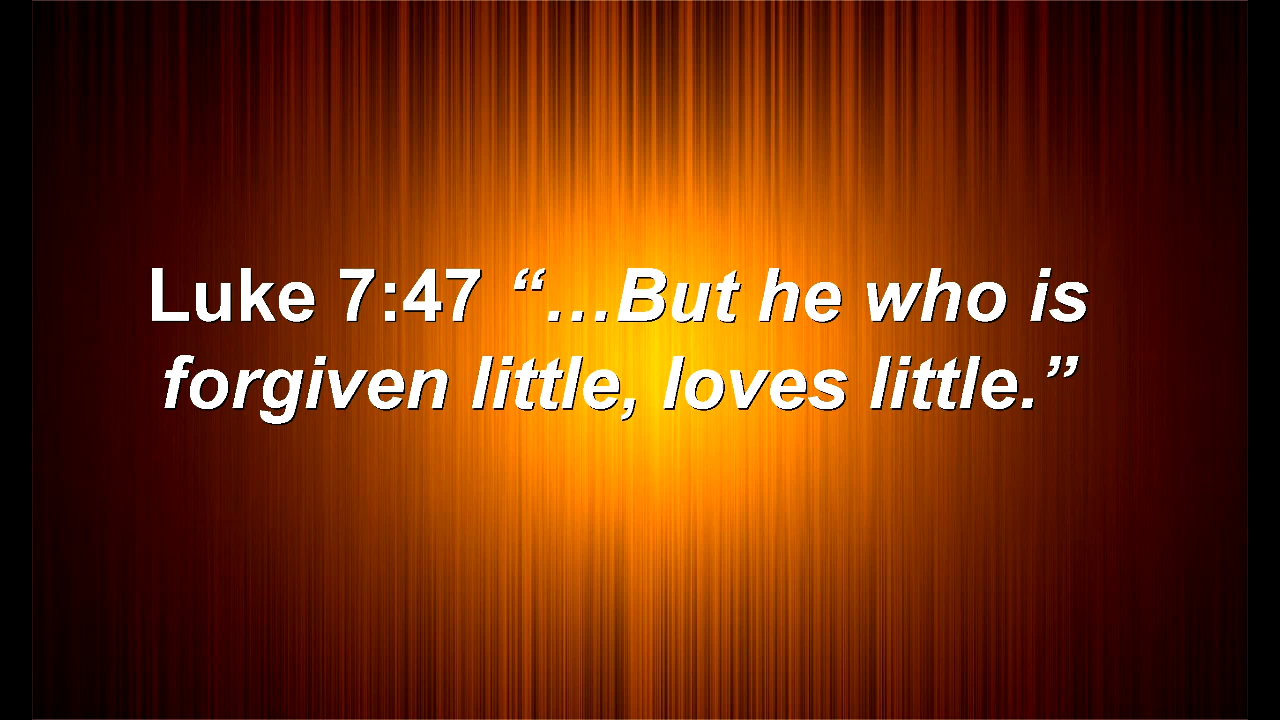 Luke 7:47 “…But he who is
forgiven little, loves little.”